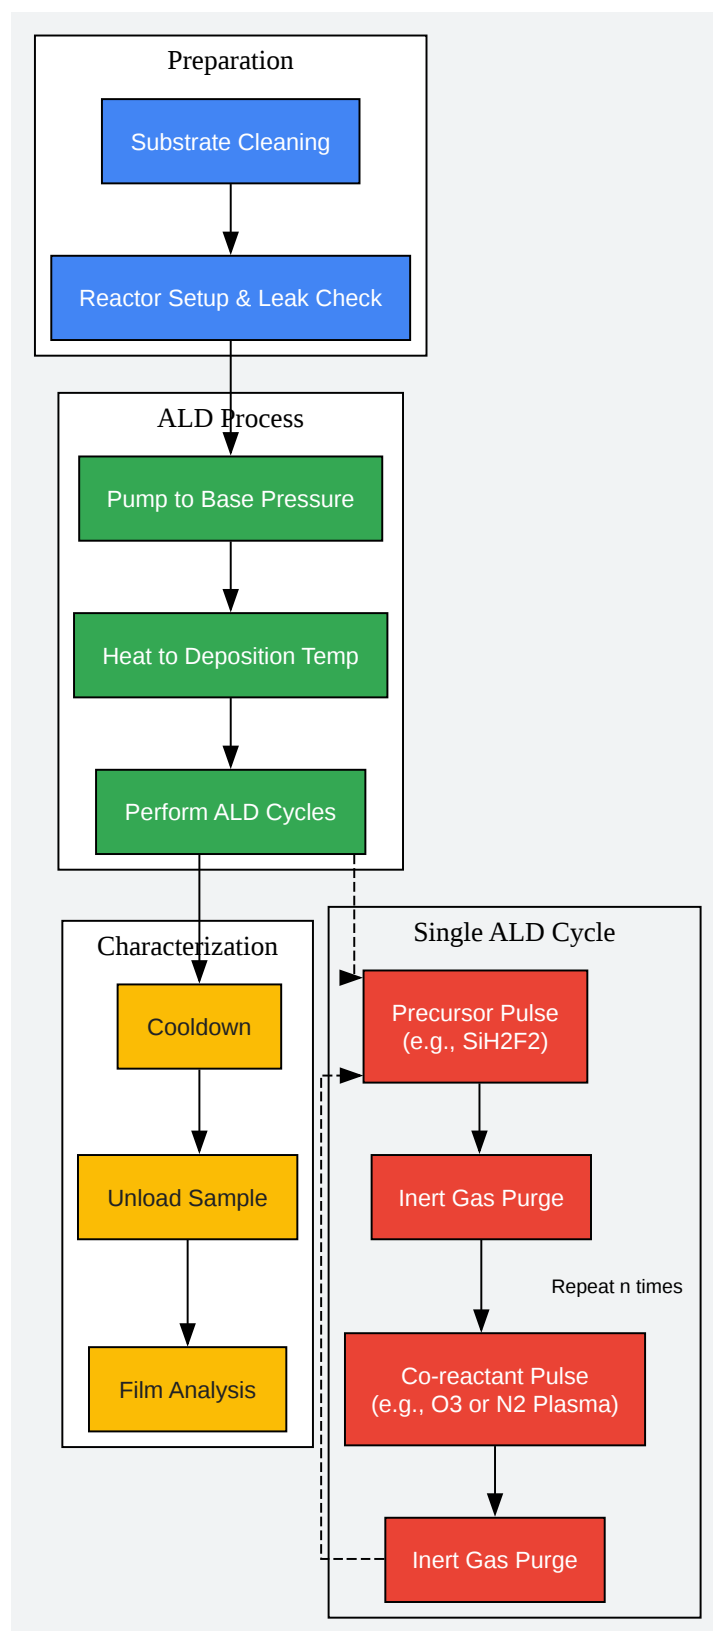 Preparation
Substrate Cleaning
Reactor Setup & Leak Check
ALD Process
Pump to Base Pressure
Heat to Deposition Temp
Perform ALD Cycles
Characterization
Cooldown
Unload Sample
Film Analysis
Single ALD Cycle
Precursor Pulse
(e.g., SiH2F2)
Inert Gas Purge
Repeat n times
Co-reactant Pulse
(e.g., O3 or N2 Plasma)
Inert Gas Purge